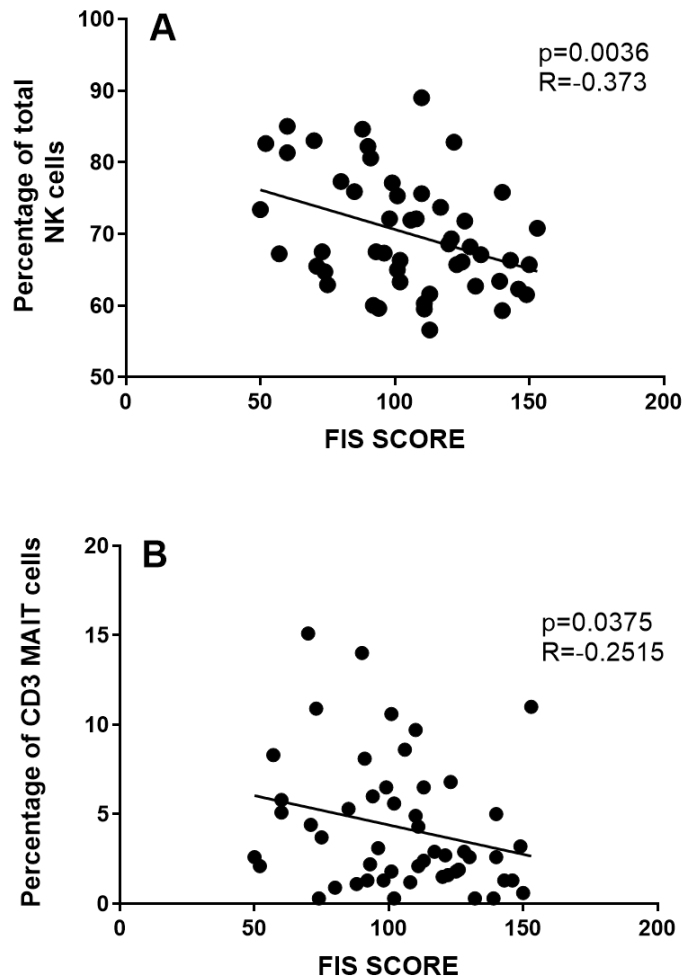 A
p=0.0036
R=-0.373
Percentage of total
NK cells
100
90
80
70
60
50
0
50
100
150
200
FIS SCORE
B
p=0.0375
R=-0.2515
Percentage of CD3 MAIT cells
20
15
10
5
0
0
50
100
150
200
FIS SCORE